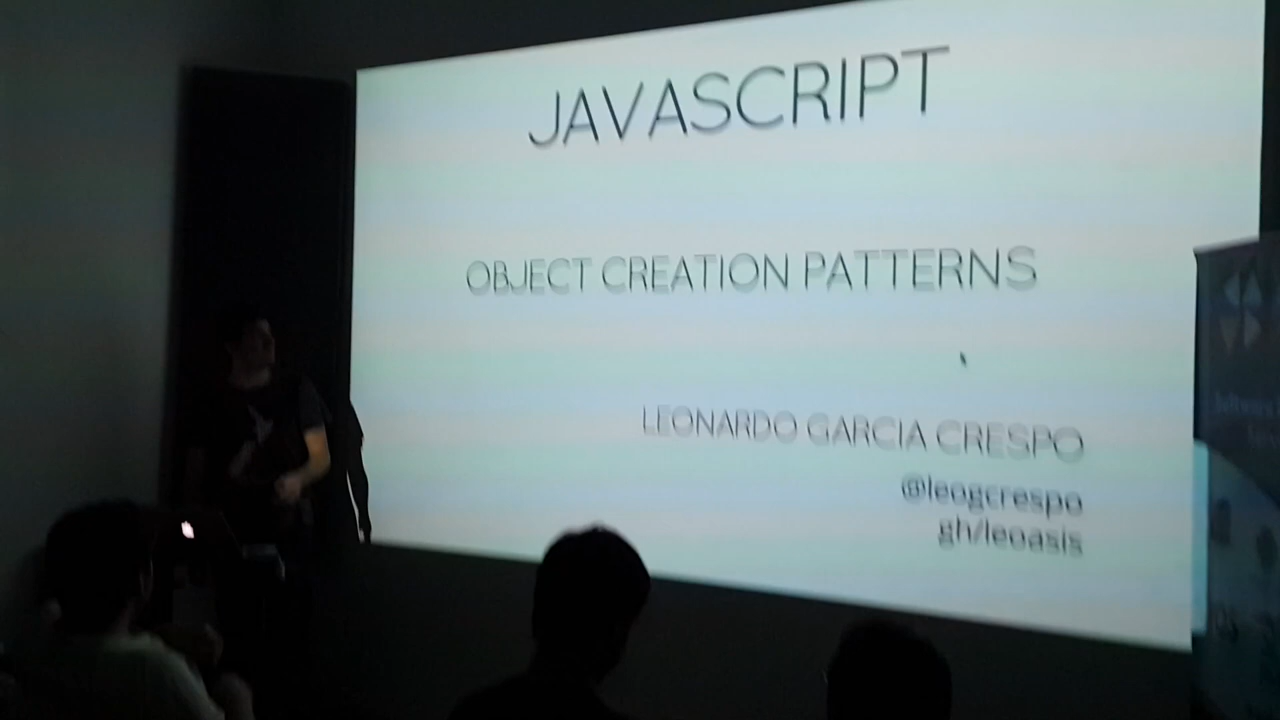 JAVASCRIPT
OBJECT CREATION PATTERNS
LEONARDO GARCIA CRESPO
@leogcrespo
gh/leoasis